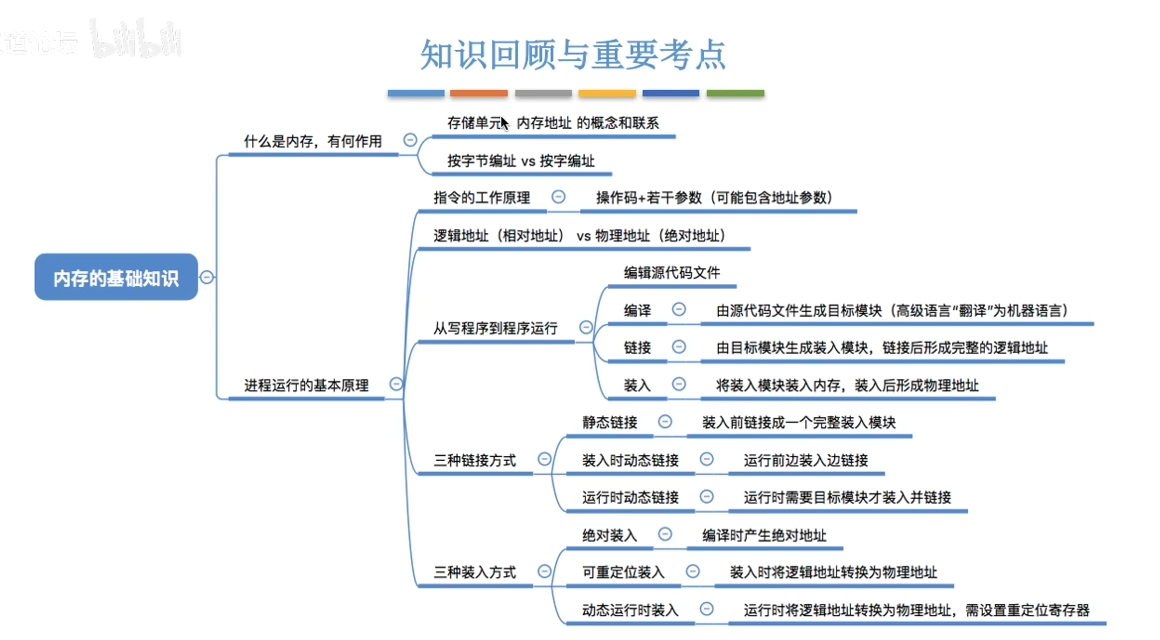 bilibili
知识回顾与重要考点
存储单元 内存地址 的概念和联系
什么是内存，有何作用
按字节编址 vs 按字编址
指令的工作原理
操作码+若干参数（可能包含地址参数）
逻辑地址（相对地址） vs 物理地址（绝对地址）
内存的基础知识
编辑源代码文件
编译
由源代码文件生成目标模块（高级语言“翻译”为机器语言）
从写程序到程序运行
链接
由目标模块生成装入模块，链接后形成完整的逻辑地址
装入
将装入模块装入内存，装入后形成物理地址
进程运行的基本原理
静态链接
装入前链接成一个完整装入模块
三种链接方式
装入时动态链接
运行前边装入边链接
运行时动态链接
运行时需要目标模块才装入并链接
绝对装入
编译时产生绝对地址
三种装入方式
可重定位装入
装入时将逻辑地址转换为物理地址
动态运行时装入
运行时将逻辑地址转换为物理地址，需设置重定位寄存器